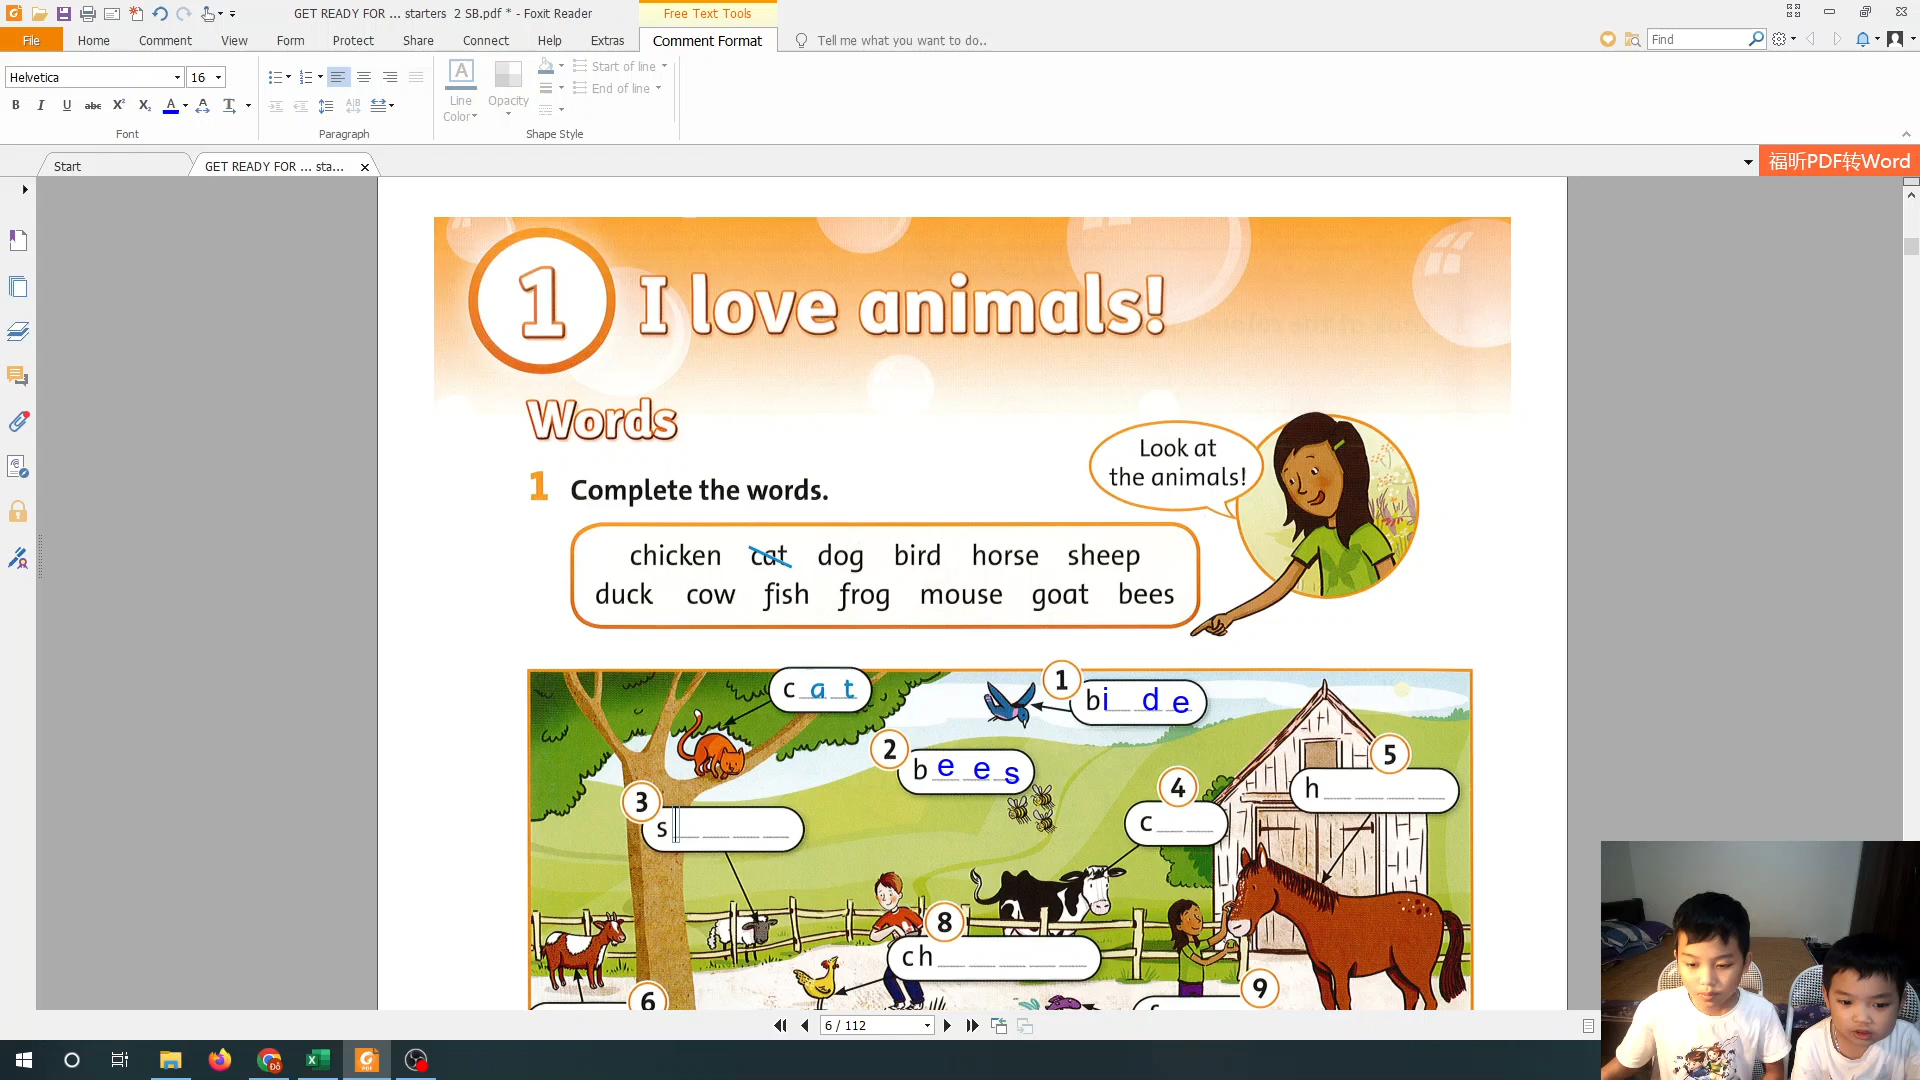 GET READY FOR ... starters 2 SB.pdf * - Foxit Reader
Free Text Tools
File
Home
Comment
View
Form
Protect
Share
Connect
Help
Extras
Comment Format
Tell me what you want to do..
Find
Helvetica
16
Start of line
End of line
Line Color
Opacity
Font
Paragraph
Shape Style
Start
GET READY FOR ... sta...
福昕PDF转Word
1 I love animals!
Words
Look at
the animals!
1 Complete the words.
chicken cat dog bird horse sheep
duck cow fish frog mouse goat bees
c a t
1 bi_ d e
2 b e e s
5 h _ _ _ _
3 s _ _ _ _
4 c _ _
8 ch _ _ _ _ _
6
9
6 / 112